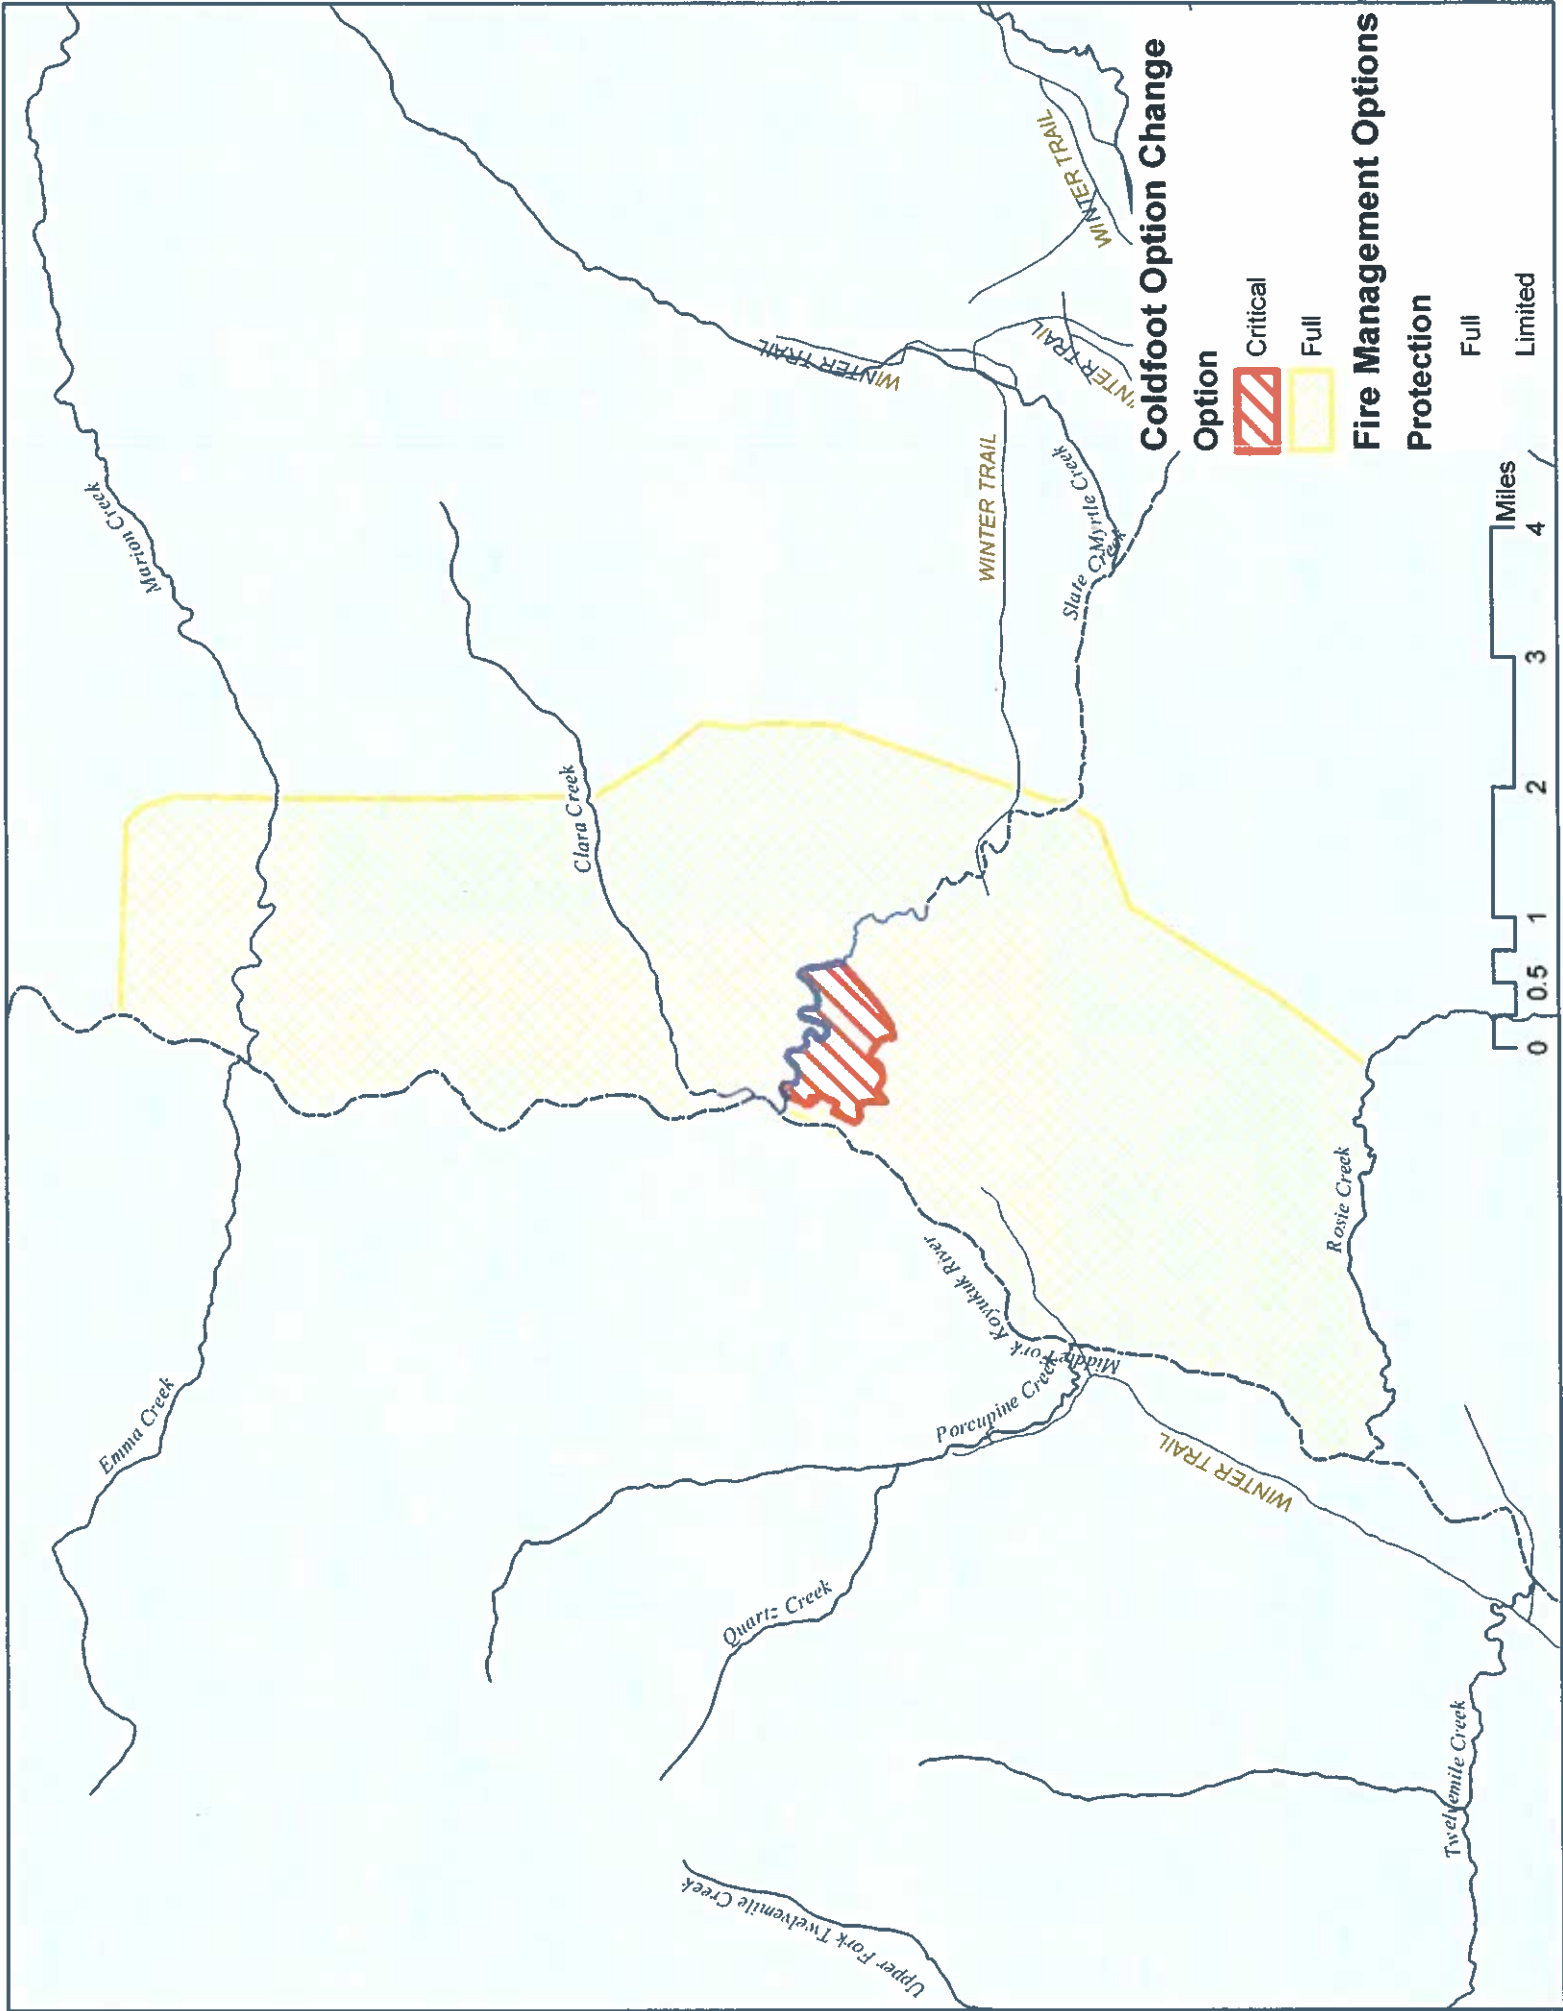 Marion Creek
Emma Creek
Clara Creek
WINTER TRAIL
WINTER TRAIL
WINTER TRAIL
Slate Creek
Myrtle Creek
TRAIL
Middle Fork Koyukuk River
Porcupine Creek
Quartz Creek
WINTER TRAIL
Rosie Creek
Upper Fork Twelvemile Creek
Twelvemile Creek
Coldfoot Option Change
Option
Critical
Full
Fire Management Options
Protection
Full
Limited
0 0.5 1 2 3 4
Miles